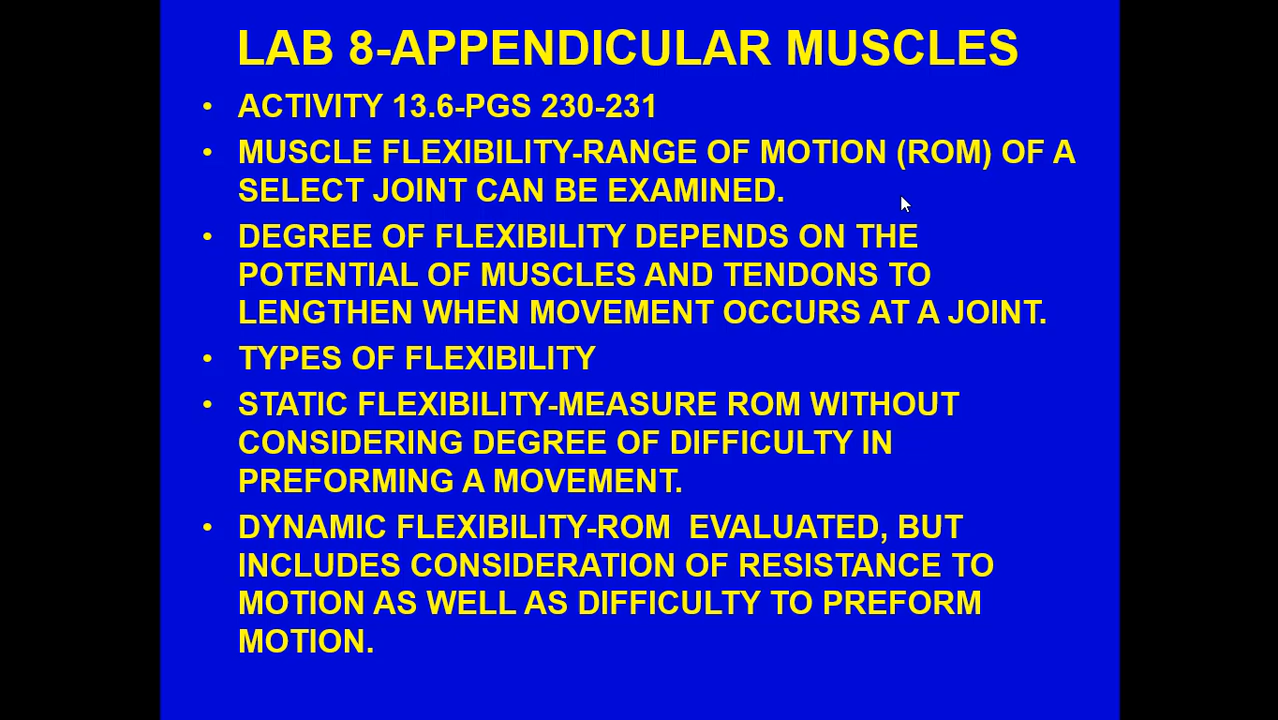 LAB 8-APPENDICULAR MUSCLES
• ACTIVITY 13.6-PGS 230-231
• MUSCLE FLEXIBILITY-RANGE OF MOTION (ROM) OF A
SELECT JOINT CAN BE EXAMINED.
• DEGREE OF FLEXIBILITY DEPENDS ON THE
POTENTIAL OF MUSCLES AND TENDONS TO
LENGTHEN WHEN MOVEMENT OCCURS AT A JOINT.
• TYPES OF FLEXIBILITY
• STATIC FLEXIBILITY-MEASURE ROM WITHOUT
CONSIDERING DEGREE OF DIFFICULTY IN
PREFORMING A MOVEMENT.
• DYNAMIC FLEXIBILITY-ROM EVALUATED, BUT
INCLUDES CONSIDERATION OF RESISTANCE TO
MOTION AS WELL AS DIFFICULTY TO PREFORM
MOTION.